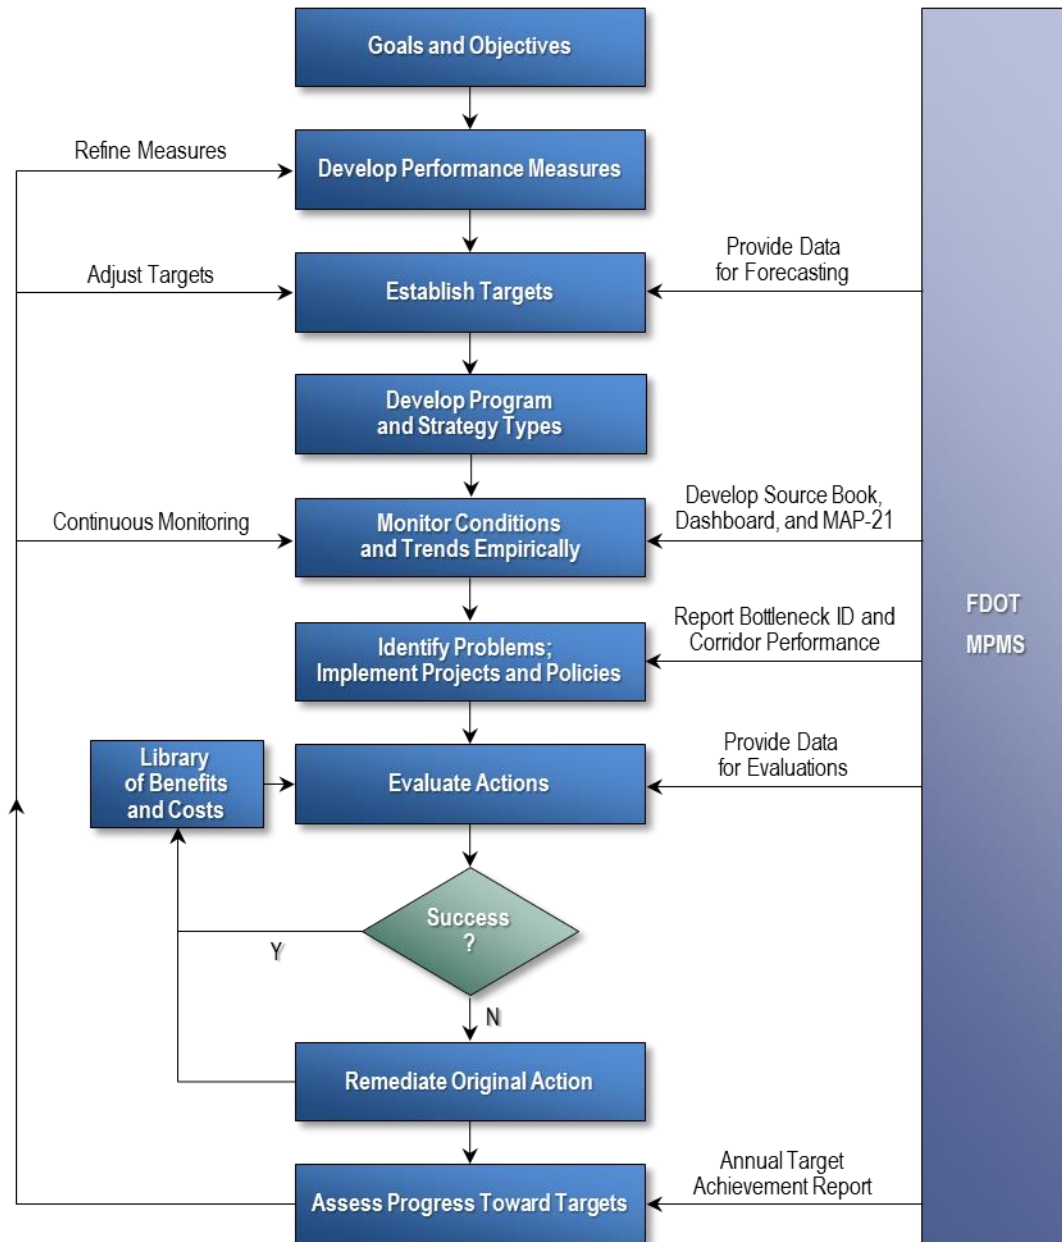 Goals and Objectives
Refine Measures
Develop Performance Measures
Adjust Targets
Establish Targets
Provide Data
for Forecasting
Develop Program
and Strategy Types
Continuous Monitoring
Monitor Conditions
and Trends Empirically
Develop Source Book,
Dashboard, and MAP-21
FDOT
MPMS
Identify Problems;
Implement Projects and Policies
Report Bottleneck ID and
Corridor Performance
Library
of Benefits
and Costs
Evaluate Actions
Provide Data
for Evaluations
Success
?
Y
N
Remediate Original Action
Assess Progress Toward Targets
Annual Target
Achievement Report